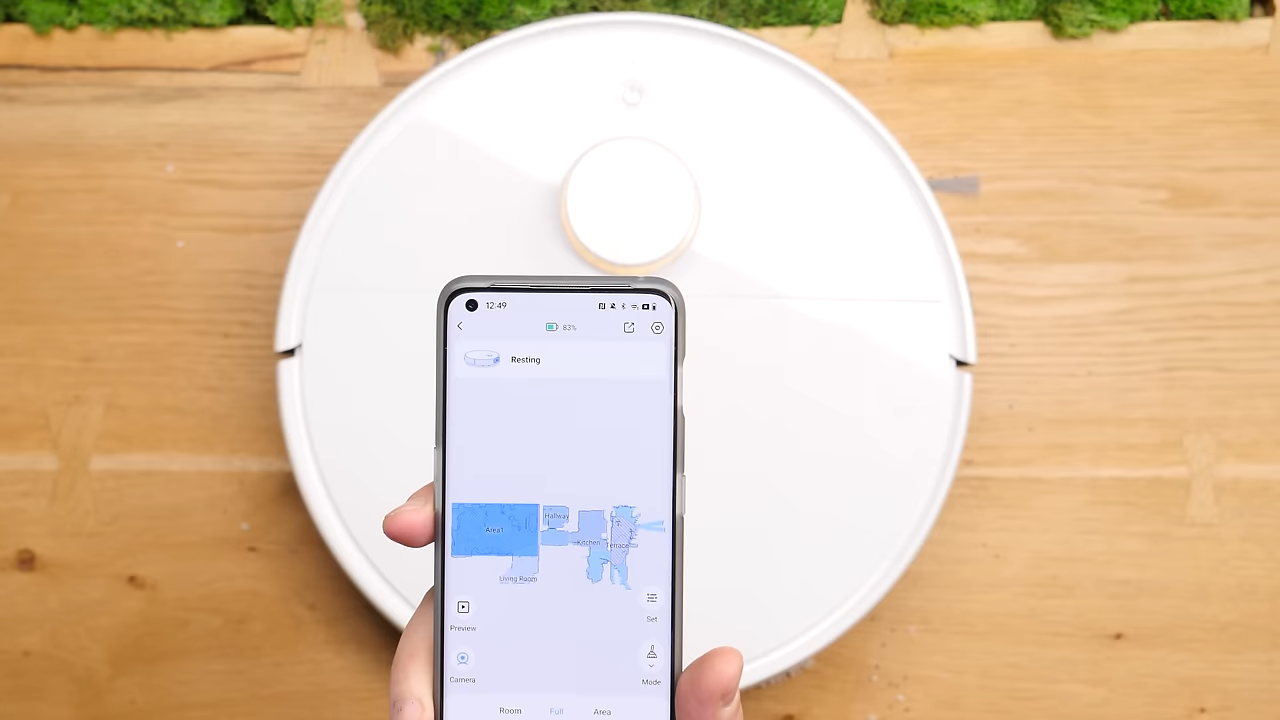 12:49
83%
Resting
Area1
Hallway
Kitchen
Terrace
Living Room
Set
Preview
Camera
Mode
Room Full Area